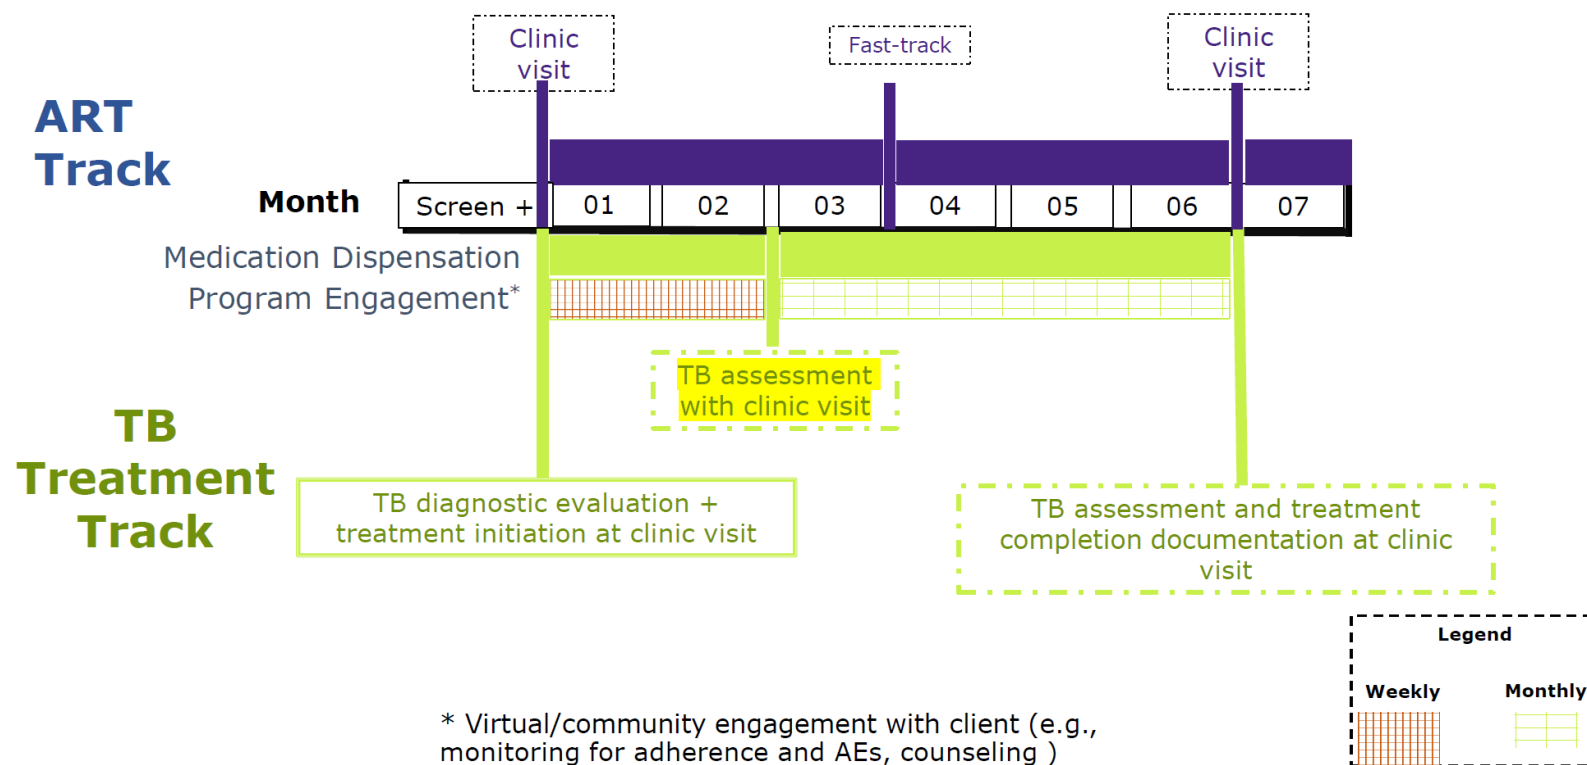 Clinic
visit
Fast-track
Clinic
visit
ART
Track
Month
Screen +
01
02
03
04
05
06
07
Medication Dispensation
Program Engagement*
TB assessment
with clinic visit
TB
Treatment
Track
TB diagnostic evaluation +
treatment initiation at clinic visit
TB assessment and treatment
completion documentation at clinic
visit
Legend
Weekly
Monthly
* Virtual/community engagement with client (e.g.,
monitoring for adherence and AEs, counseling )